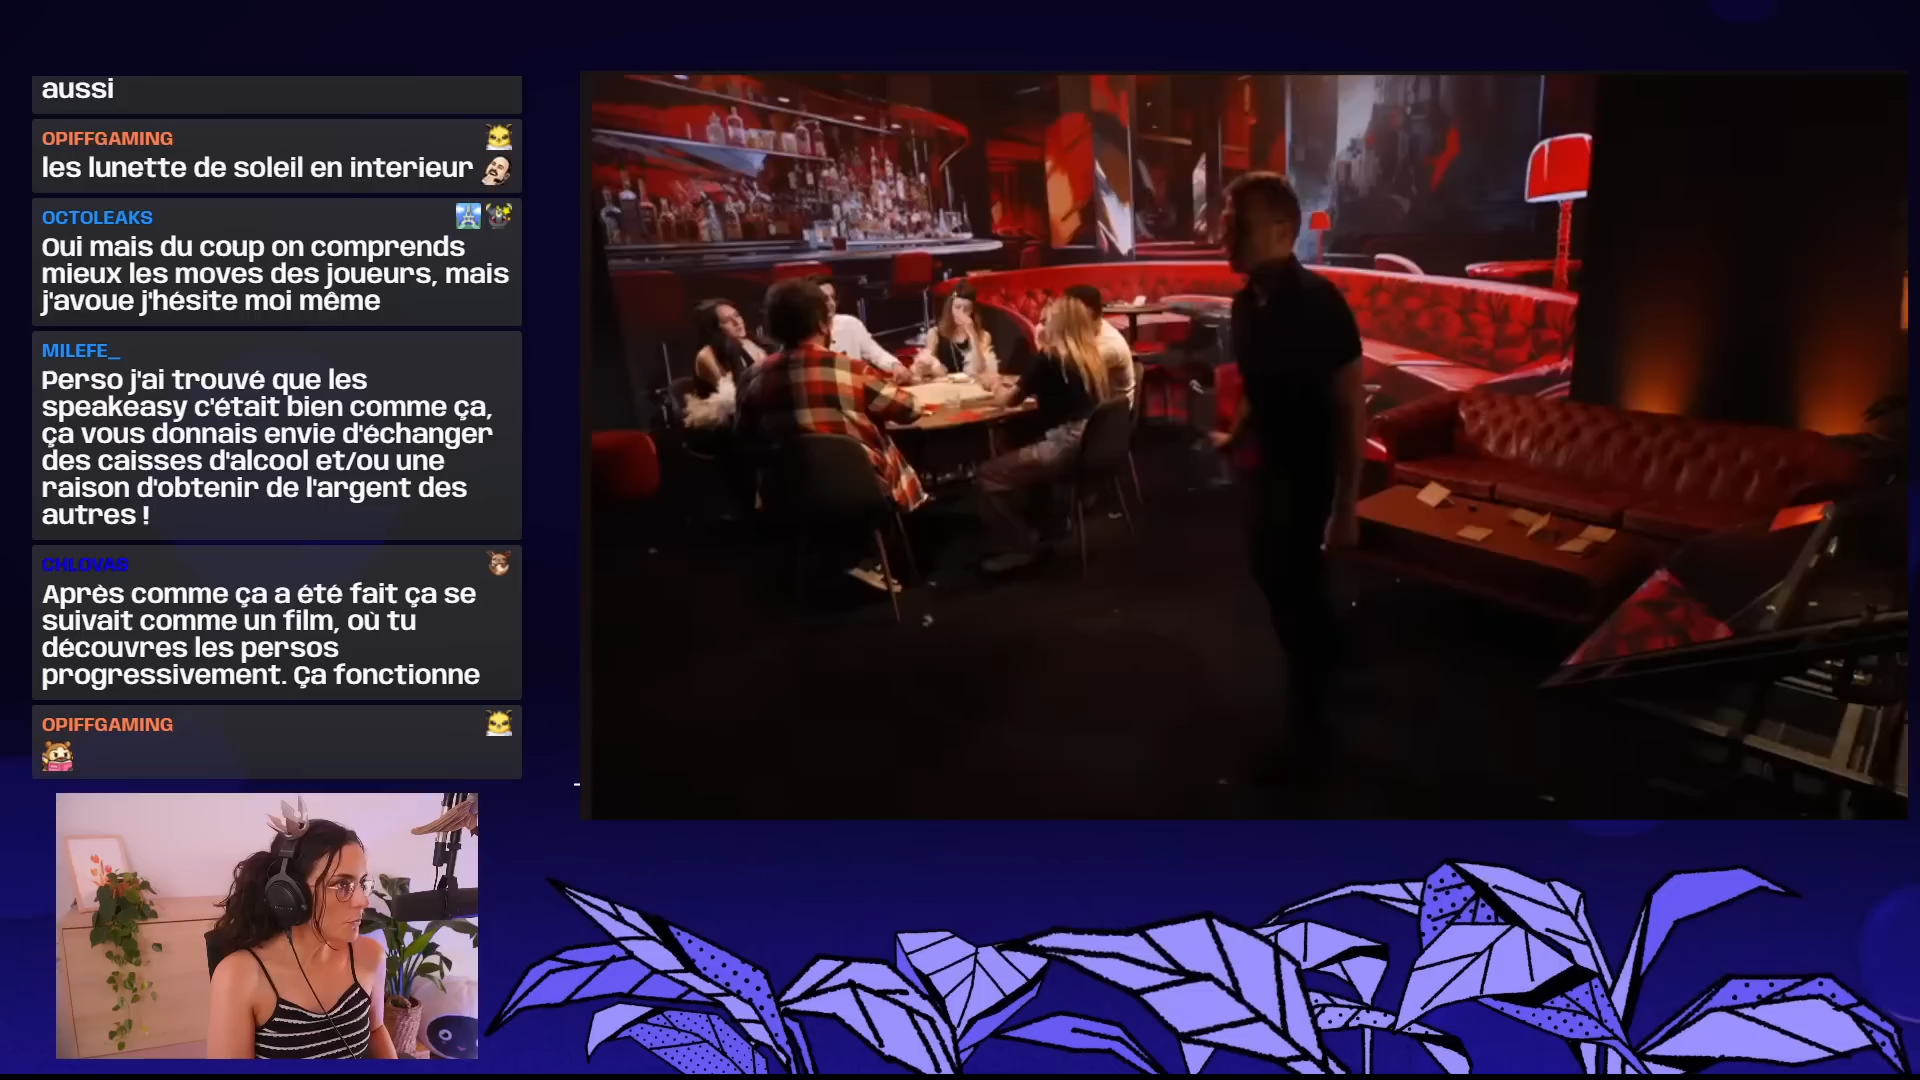 aussi
OPIFFGAMING
les lunette de soleil en interieur
OCTOLEAKS
Oui mais du coup on comprends
mieux les moves des joueurs, mais
j'avoue j'hésite moi même
MILEFE_
Perso j'ai trouvé que les
speakeasy c'était bien comme ça,
ça vous donnais envie d'échanger
des caisses d'alcool et/ou une
raison d'obtenir de l'argent des
autres !
CHLOVAS
Après comme ça a été fait ça se
suivait comme un film, où tu
découvres les persos
progressivement. Ça fonctionne
OPIFFGAMING